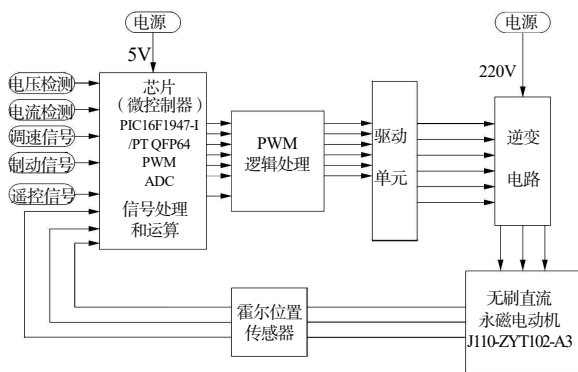 电源
电源
5V
220V
电压检测
电流检测
调速信号
制动信号
遥控信号
芯片
（微控制器）
PIC16F1947-I
/PT QFP64
PWM
ADC
信号处理
和运算
PWM
逻辑处理
驱动
单元
逆变
电路
霍尔位置
传感器
无刷直流
永磁电动机
J110-ZYT102-A3